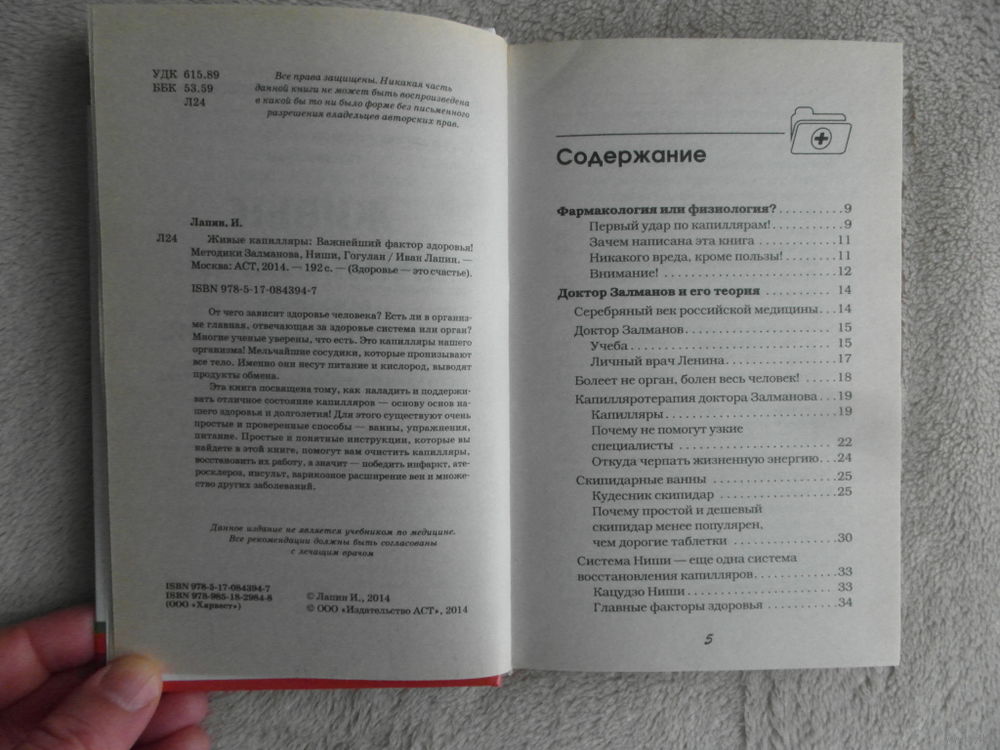 УДК 615.89
ББК 53.59
Л24
Все права защищены. Никакая часть
данной книги не может быть воспроизведена
в какой бы то ни было форме без письменного
разрешения владельцев авторских прав.
Лапин, И.
Л24 Живые капилляры: Важнейший фактор здоровья!
Методики Залманова, Ниши, Гогулан / Иван Лапин. —
Москва: АСТ, 2014. — 192 с. — (Здоровье — это счастье).
ISBN 978-5-17-084394-7
От чего зависит здоровье человека? Есть ли в организ-
ме главная, отвечающая за здоровье система или орган?
Многие ученые уверены, что есть. Это капилляры нашего
организма! Мельчайшие сосудики, которые пронизывают
все тело. Именно они несут питание и кислород, выводят
продукты обмена.
Эта книга посвящена тому, как наладить и поддержи-
вать отличное состояние капилляров — основу основ на-
шего здоровья и долголетия! Для этого существуют очень
простые и проверенные способы — ванны, упражнения,
питание. Простые и понятные инструкции, которые вы
найдете в этой книге, помогут вам очистить капилляры,
восстановить их работу, а значит — победить инфаркт, ате-
росклероз, инсульт, варикозное расширение вен и множе-
ство других заболеваний.
Данное издание не является учебником по медицине.
Все рекомендации должны быть согласованы
с лечащим врачом
ISBN 978-5-17-084394-7
ISBN 978-985-18-2984-8
(ООО «Харвест»)
© Лапин И., 2014
© ООО «Издательство АСТ», 2014
Содержание
Фармакология или физиология? .......... 9
Первый удар по капиллярам! .......... 9
Зачем написана эта книга .......... 11
Никакого вреда, кроме пользы! .......... 11
Внимание! .......... 12
Доктор Залманов и его теория .......... 14
Серебряный век российской медицины ... 14
Доктор Залманов .......... 15
Учеба .......... 15
Личный врач Ленина .......... 17
Болеет не орган, болен весь человек! ..... 18
Капилляротерапия доктора Залманова .. 19
Капилляры .......... 19
Почему не помогут узкие
специалисты .......... 22
Откуда черпать жизненную энергию ... 24
Скипидарные ванны .......... 25
Кудесник скипидар .......... 25
Почему простой и дешевый
скипидар менее популярен,
чем дорогие таблетки .......... 30
Система Ниши — еще одна система
восстановления капилляров .......... 33
Кацудзо Ниши .......... 33
Главные факторы здоровья .......... 34
5